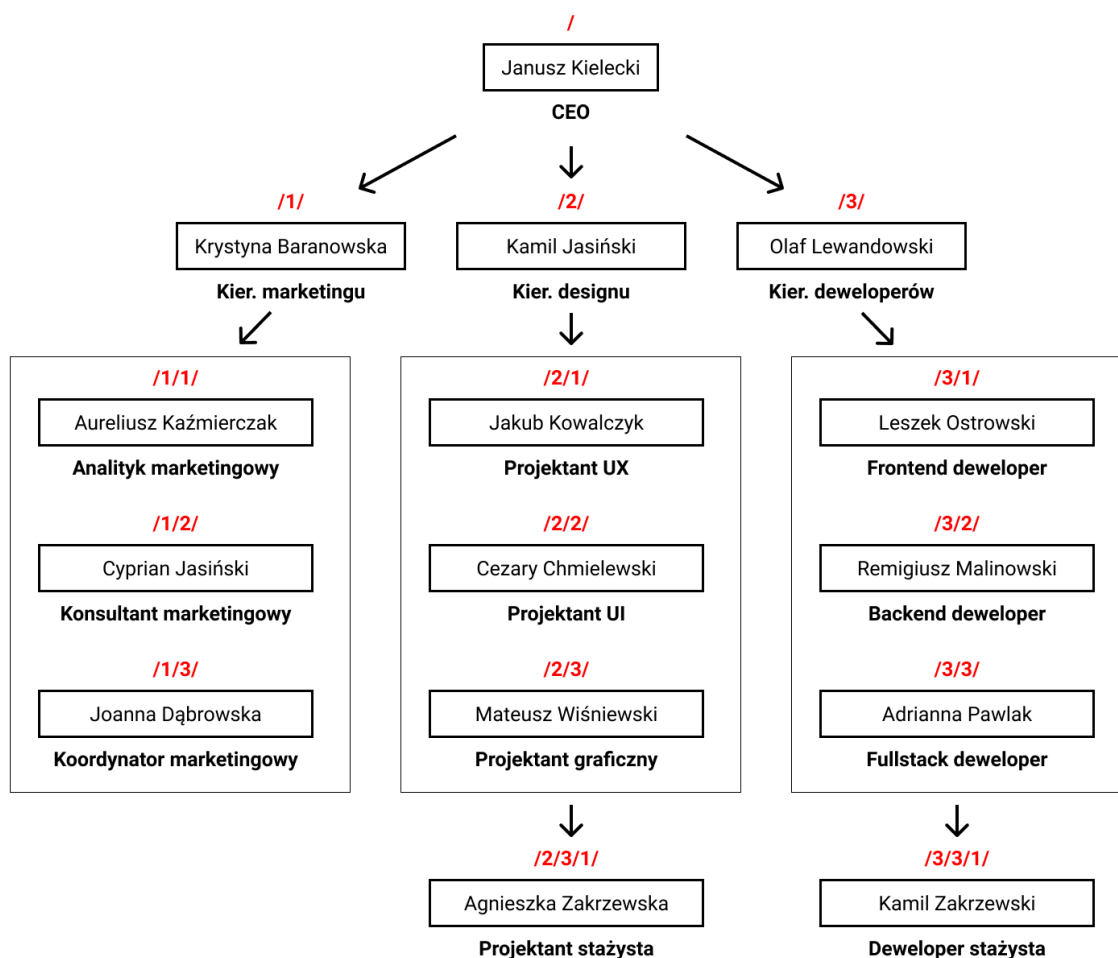 /
Janusz Kielecki
CEO
/1/
Krystyna Baranowska
Kier. marketingu
/2/
Kamil Jasiński
Kier. designu
/3/
Olaf Lewandowski
Kier. deweloperów
/1/1/
Aureliusz Kaźmierczak
Analityk marketingowy
/1/2/
Cyprian Jasiński
Konsultant marketingowy
/1/3/
Joanna Dąbrowska
Koordynator marketingowy
/2/1/
Jakub Kowalczyk
Projektant UX
/2/2/
Cezary Chmielewski
Projektant UI
/2/3/
Mateusz Wiśniewski
Projektant graficzny
/3/1/
Leszek Ostrowski
Frontend deweloper
/3/2/
Remigiusz Malinowski
Backend deweloper
/3/3/
Adrianna Pawlak
Fullstack deweloper
/2/3/1/
Agnieszka Zakrzewska
Projektant stażysta
/3/3/1/
Kamil Zakrzewski
Deweloper stażysta